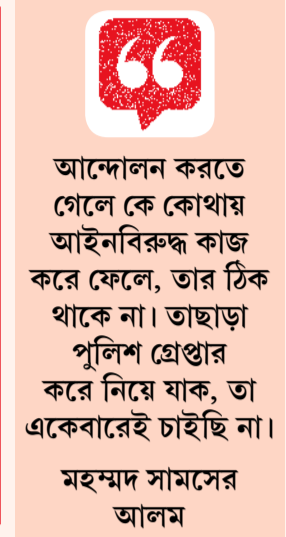 আন্দোলন করতে
গেলে কে কোথায়
আইনবিরুদ্ধ কাজ
করে ফেলে, তার ঠিক
থাকে না। তাছাড়া
পুলিশ গ্রেপ্তার
করে নিয়ে যাক, তা
একেবারেই চাইছি না।
মহম্মদ সামসের
আলম